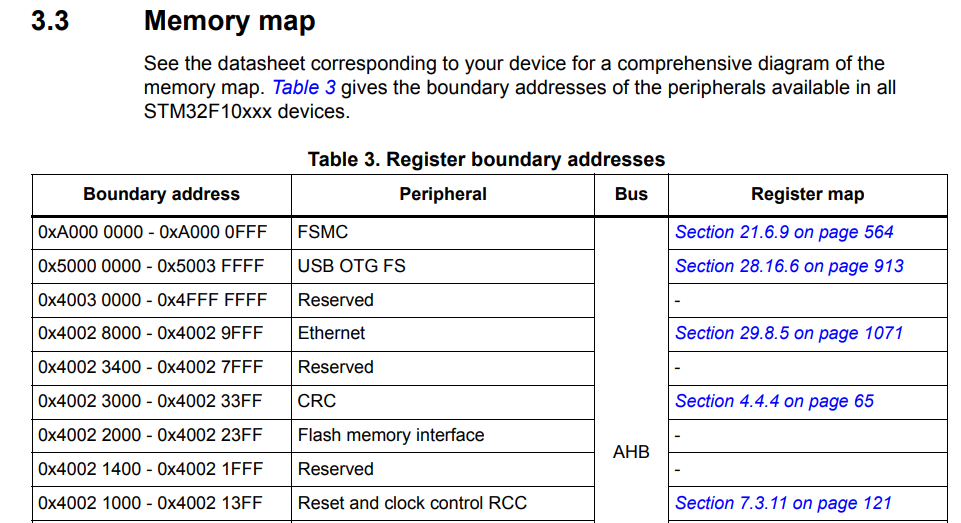 3.3 Memory map
See the datasheet corresponding to your device for a comprehensive diagram of the
memory map. Table 3 gives the boundary addresses of the peripherals available in all
STM32F10xxx devices.
Table 3. Register boundary addresses
Boundary address Peripheral Bus Register map
0xA000 0000 - 0xA000 0FFF FSMC Section 21.6.9 on page 564
0x5000 0000 - 0x5003 FFFF USB OTG FS Section 28.16.6 on page 913
0x4003 0000 - 0x4FFF FFFF Reserved -
0x4002 8000 - 0x4002 9FFF Ethernet Section 29.8.5 on page 1071
0x4002 3400 - 0x4002 7FFF Reserved -
0x4002 3000 - 0x4002 33FF CRC Section 4.4.4 on page 65
0x4002 2000 - 0x4002 23FF Flash memory interface -
AHB
0x4002 1400 - 0x4002 1FFF Reserved -
0x4002 1000 - 0x4002 13FF Reset and clock control RCC Section 7.3.11 on page 121